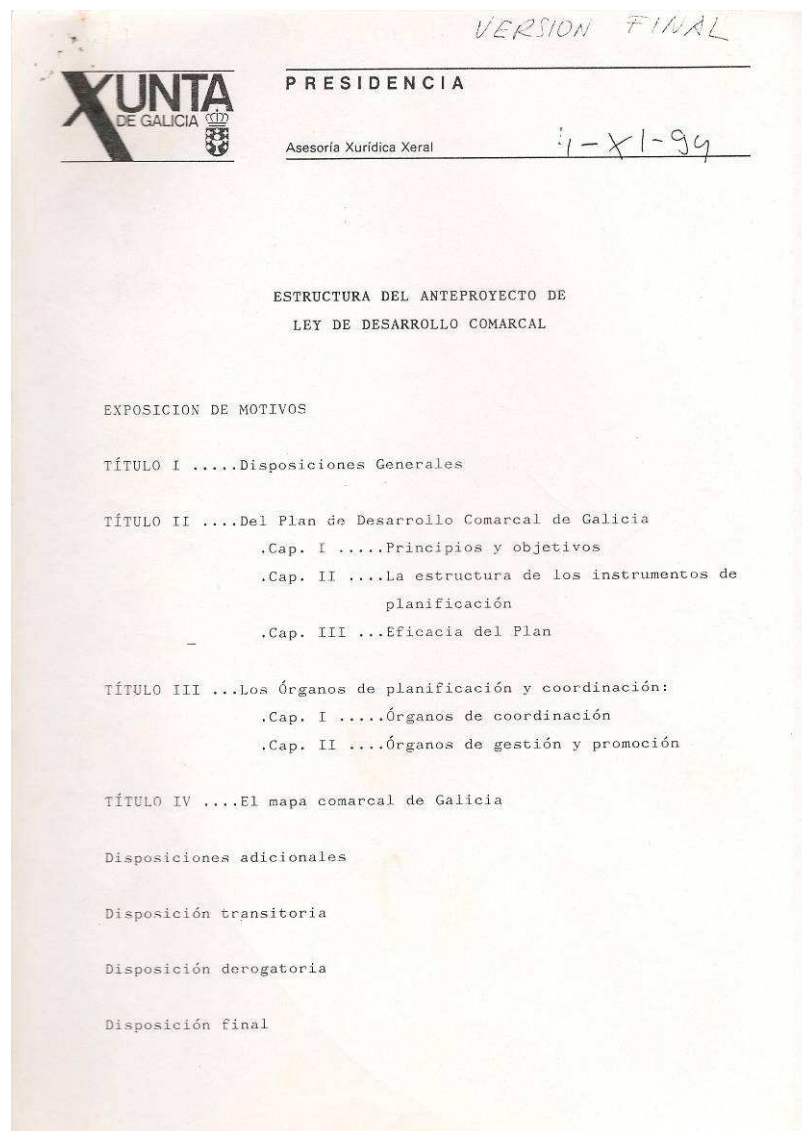 VERSION FINAL
XUNTA
DE GALICIA
PRESIDENCIA
Asesoría Xurídica Xeral
-XI-94
ESTRUCTURA DEL ANTEPROYECTO DE
LEY DE DESARROLLO COMARCAL
EXPOSICION DE MOTIVOS
TÍTULO I .....Disposiciones Generales
TÍTULO II ....Del Plan de Desarrollo Comarcal de Galicia
.Cap. I .....Principios y objetivos
.Cap. II ....La estructura de los instrumentos de
planificación
.Cap. III ...Eficacia del Plan
TÍTULO III ...Los Órganos de planificación y coordinación:
.Cap. I .....Órganos de coordinación
.Cap. II ....Órganos de gestión y promoción
TÍTULO IV ....El mapa comarcal de Galicia
Disposiciones adicionales
Disposición transitoria
Disposición derogatoria
Disposición final